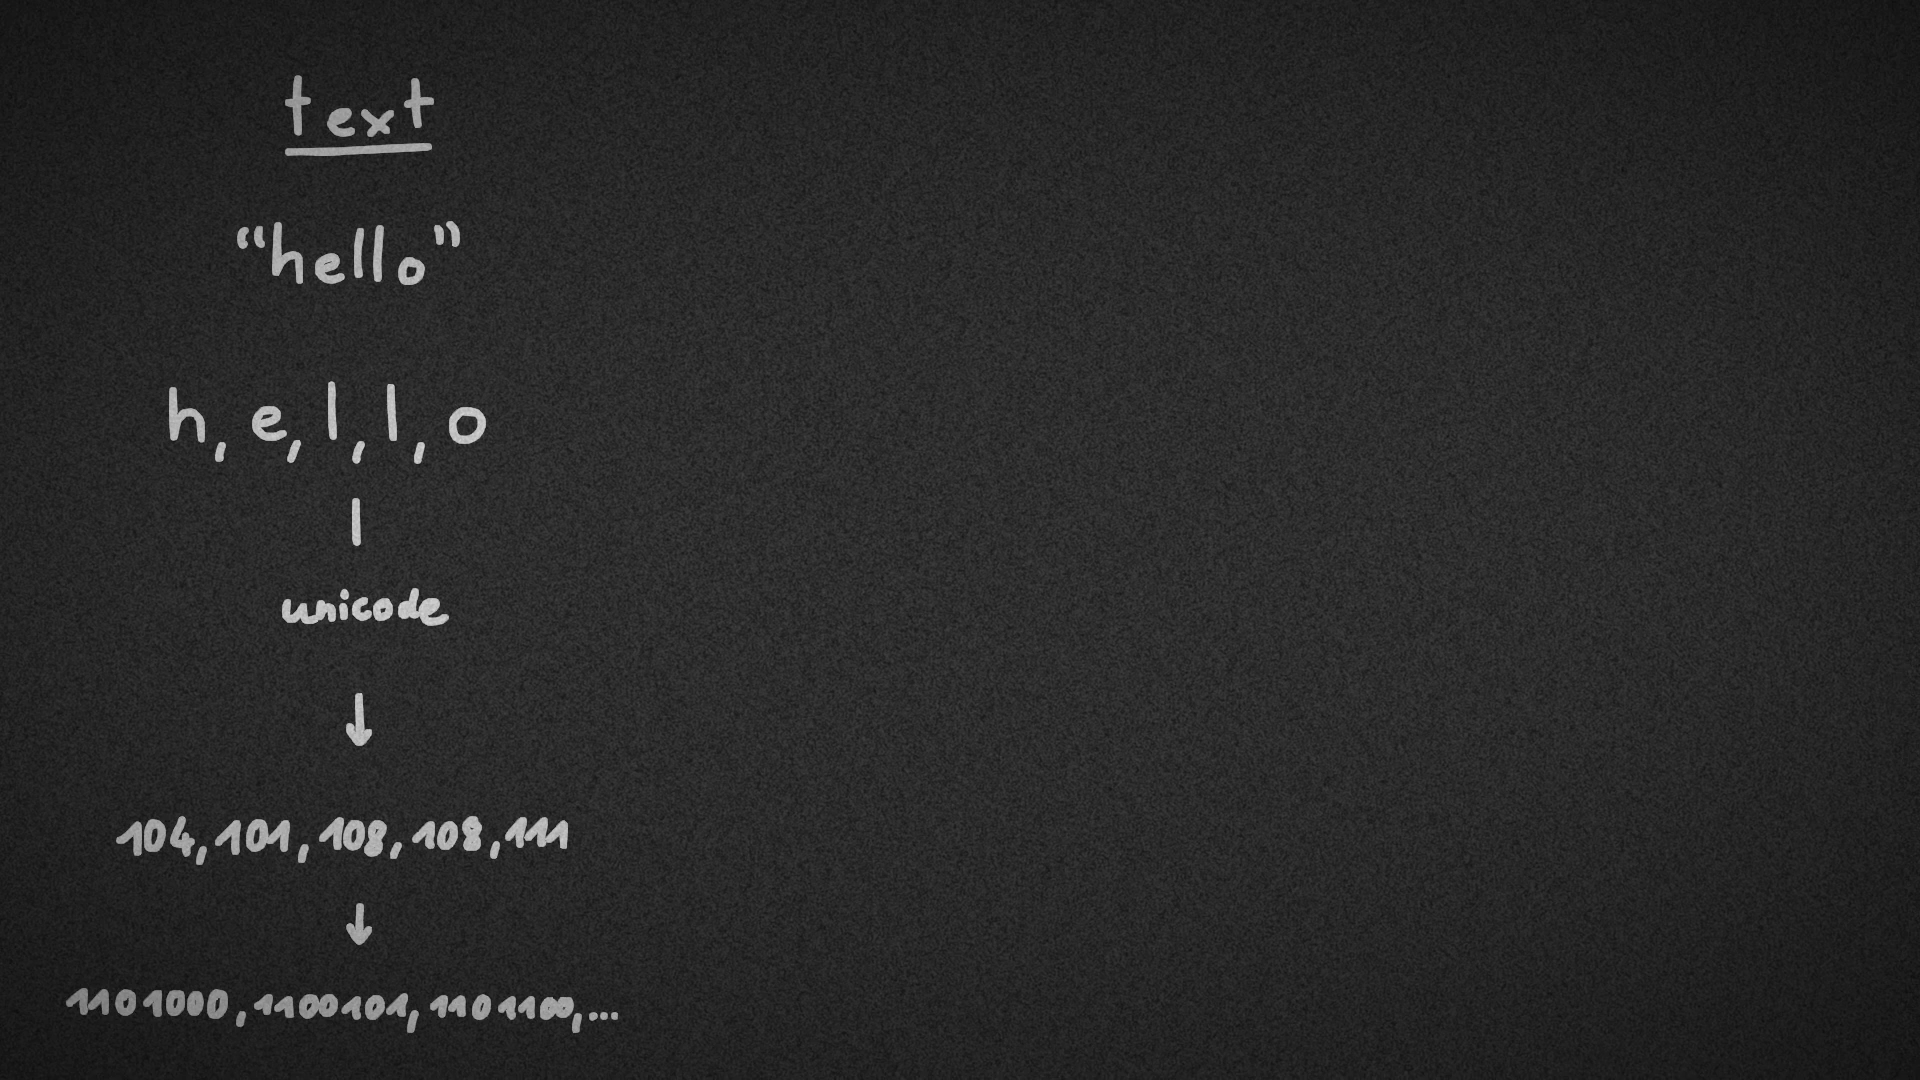 text
“hello”
h, e, l, l, o
unicode
104, 101, 108, 108, 111
1101000, 1100101, 1101100, ...